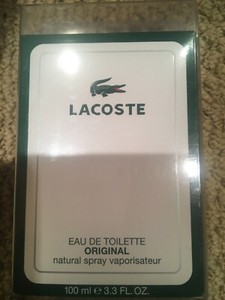 LACOSTE
EAU DE TOILETTE
ORIGINAL
natural spray vaporisateur
100 ml e 3.3 FL. OZ.